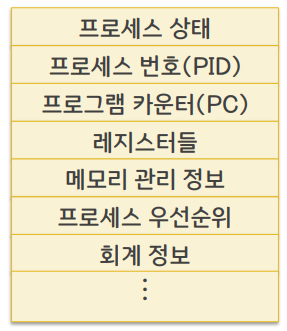 프로세스 상태
프로세스 번호(PID)
프로그램 카운터(PC)
레지스터들
메모리 관리 정보
프로세스 우선순위
회계 정보
⋮